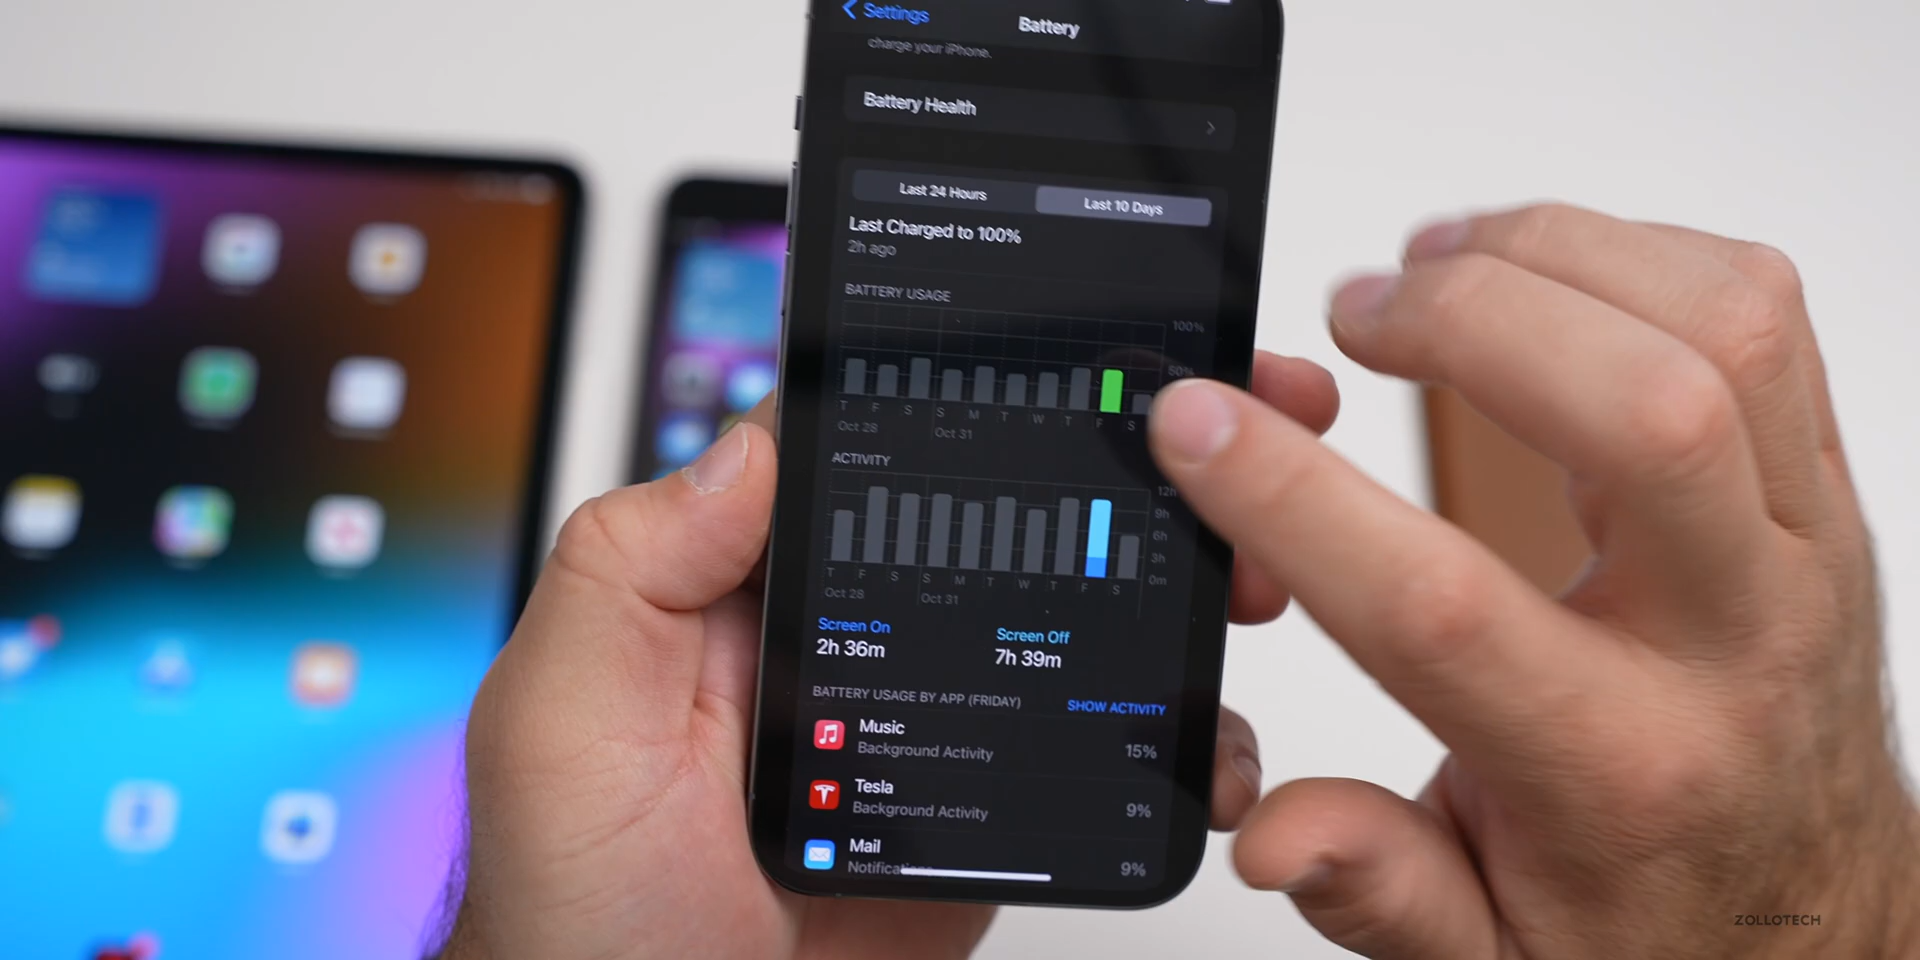 Settings
Battery
charge your iPhone.
Battery Health
Last 24 Hours
Last 10 Days
Last Charged to 100%
2h ago
BATTERY USAGE
100%
50%
T F S S M T W T F S
Oct 28 Oct 31
ACTIVITY
12h
9h
6h
3h
0m
T F S S M T W T F S
Oct 28 Oct 31
Screen On Screen Off
2h 36m 7h 39m
BATTERY USAGE BY APP (FRIDAY) SHOW ACTIVITY
Music
Background Activity 15%
Tesla
Background Activity 9%
Mail
9%
ZOLLOTECH